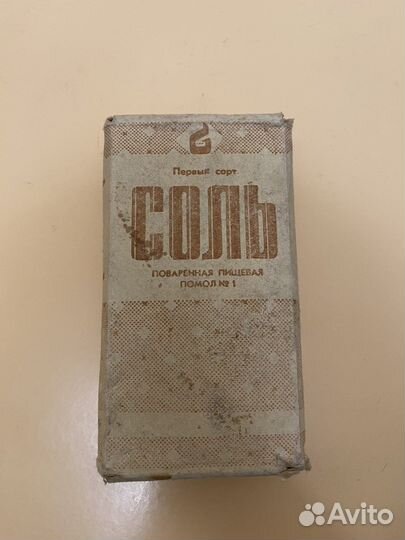 Первый сорт
СОЛЬ
ПОВАРЕННАЯ ПИЩЕВАЯ
ПОМОЛ № 1
Avito